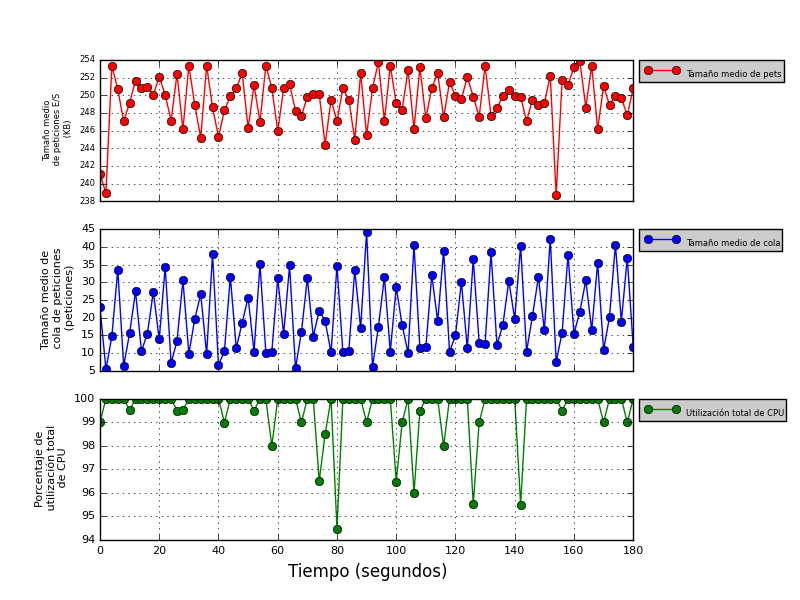 254
252
250
248
246
244
242
240
238
Tamaño medio
de peticiones E/S
(KB)
Tamaño medio de pets
45
40
35
30
25
20
15
10
5
Tamaño medio de
cola de peticiones
(peticiones)
Tamaño medio de cola
100
99
98
97
96
95
94
Porcentaje de
utilización total
de CPU
Utilización total de CPU
0 20 40 60 80 100 120 140 160 180
Tiempo (segundos)